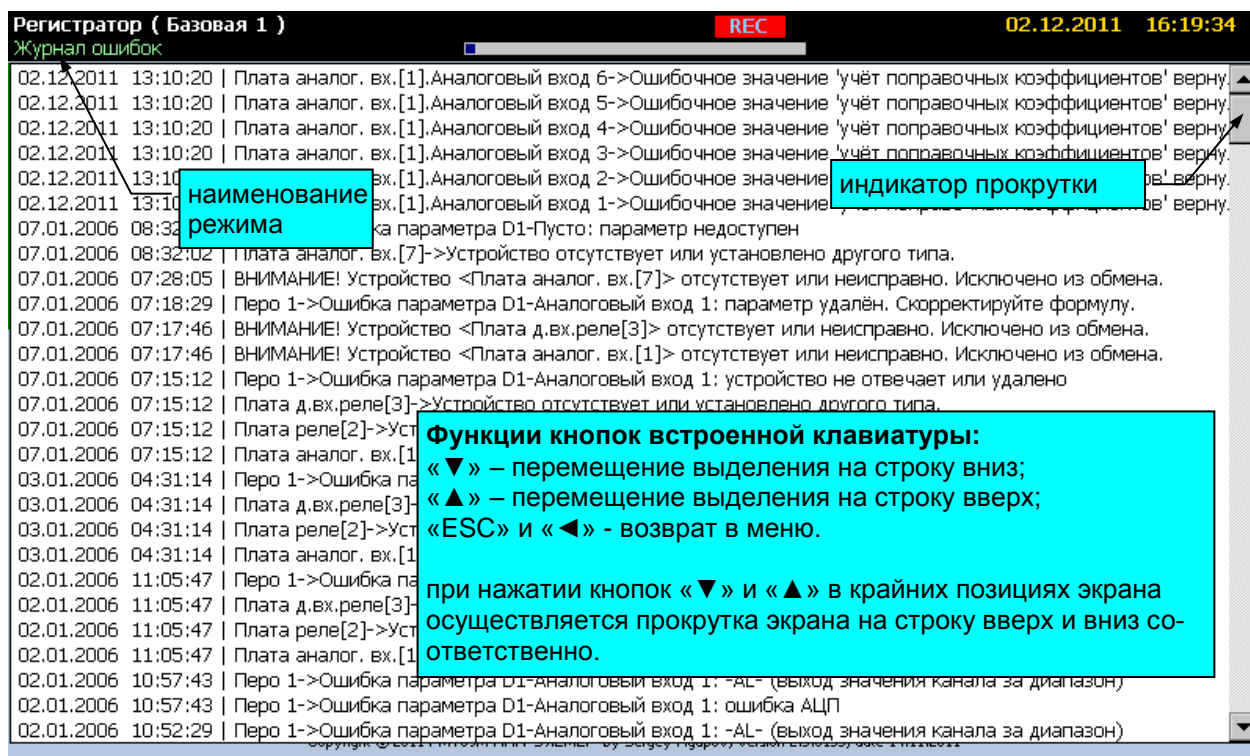 Регистратор ( Базовая 1 )
REC
02.12.2011 16:19:34
Журнал ошибок
02.12.2011 13:10:20 | Плата аналог. вх.[1].Аналоговый вход 6->Ошибочное значение 'учёт поправочных коэффициентов' верну.
02.12.2011 13:10:20 | Плата аналог. вх.[1].Аналоговый вход 5->Ошибочное значение 'учёт поправочных коэффициентов' верну.
02.12.2011 13:10:20 | Плата аналог. вх.[1].Аналоговый вход 4->Ошибочное значение 'учёт поправочных коэффициентов' верну.
02.12.2011 13:10:20 | Плата аналог. вх.[1].Аналоговый вход 3->Ошибочное значение 'учёт поправочных коэффициентов' верну.
02.12.2011 13:10 вх.[1].Аналоговый вход 2->Ошибочное значение ов' верну.
02.12.2011 13:10 вх.[1].Аналоговый вход 1->Ошибочное значение ов' верну.
наименование
режима
индикатор прокрутки
07.01.2006 08:32 ка параметра D1-Пусто: параметр недоступен
07.01.2006 08:32:02 | Плата аналог. вх.[7]->Устройство отсутствует или установлено другого типа.
07.01.2006 07:28:05 | ВНИМАНИЕ! Устройство <Плата аналог. вх.[7]> отсутствует или неисправно. Исключено из обмена.
07.01.2006 07:18:29 | Перо 1->Ошибка параметра D1-Аналоговый вход 1: параметр удалён. Скорректируйте формулу.
07.01.2006 07:17:46 | ВНИМАНИЕ! Устройство <Плата д.вх.реле[3]> отсутствует или неисправно. Исключено из обмена.
07.01.2006 07:17:46 | ВНИМАНИЕ! Устройство <Плата аналог. вх.[1]> отсутствует или неисправно. Исключено из обмена.
07.01.2006 07:15:12 | Перо 1->Ошибка параметра D1-Аналоговый вход 1: устройство не отвечает или удалено
07.01.2006 07:15:12 | Плата д.вх.реле[3]->Устройство отсутствует или установлено другого типа.
07.01.2006 07:15:12 | Плата реле[2]->Уст
07.01.2006 07:15:12 | Плата аналог. вх.[1
03.01.2006 04:31:14 | Перо 1->Ошибка па
03.01.2006 04:31:14 | Плата д.вх.реле[3]-
03.01.2006 04:31:14 | Плата реле[2]->Уст
03.01.2006 04:31:14 | Плата аналог. вх.[1
02.01.2006 11:05:47 | Перо 1->Ошибка па
02.01.2006 11:05:47 | Плата д.вх.реле[3]-
02.01.2006 11:05:47 | Плата реле[2]->Уст
02.01.2006 11:05:47 | Плата аналог. вх.[1
Функции кнопок встроенной клавиатуры:
«▼» – перемещение выделения на строку вниз;
«▲» – перемещение выделения на строку вверх;
«ESC» и «◄» - возврат в меню.
при нажатии кнопок «▼» и «▲» в крайних позициях экрана
осуществляется прокрутка экрана на строку вверх и вниз со-
ответственно.
02.01.2006 10:57:43 | Перо 1->Ошибка параметра D1-Аналоговый вход 1: -AL- (выход значения канала за диапазон)
02.01.2006 10:57:43 | Перо 1->Ошибка параметра D1-Аналоговый вход 1: ошибка АЦП
02.01.2006 10:52:29 | Перо 1->Ошибка параметра D1-Аналоговый вход 1: -AL- (выход значения канала за диапазон)